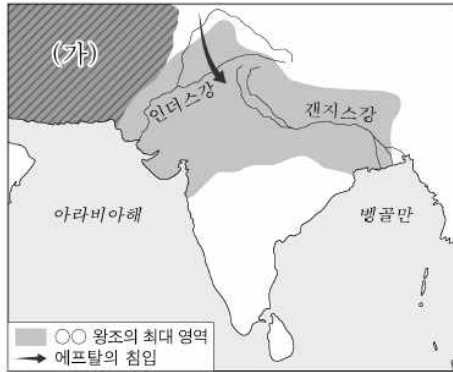 (가)
인더스강
갠지스강
아라비아해
벵골만
○○ 왕조의 최대 영역
에프탈의 침입